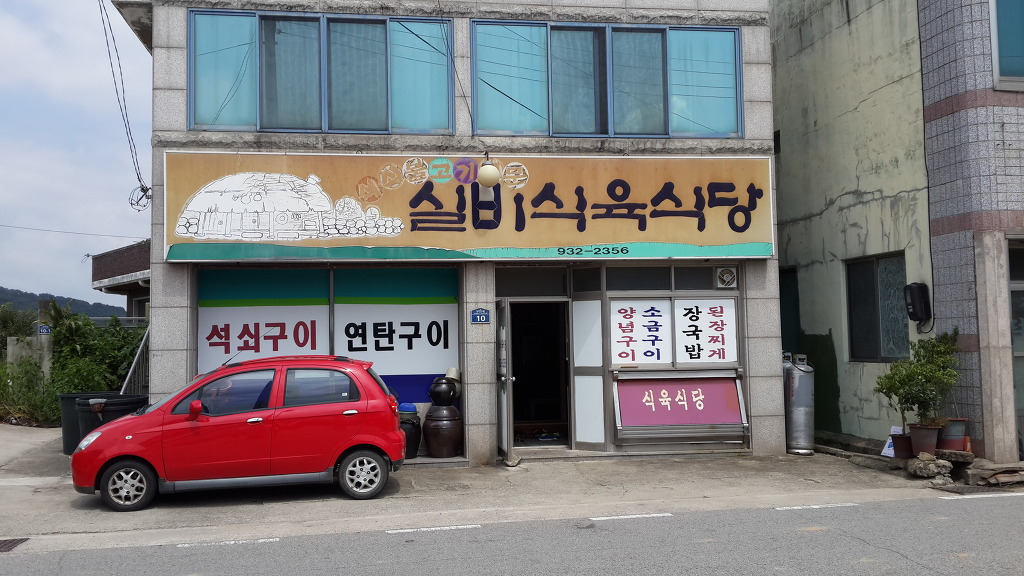 실비식육식당
932-2356
석쇠구이
연탄구이
10
양념구이
소금구이
장국밥
된장찌게
식육식당